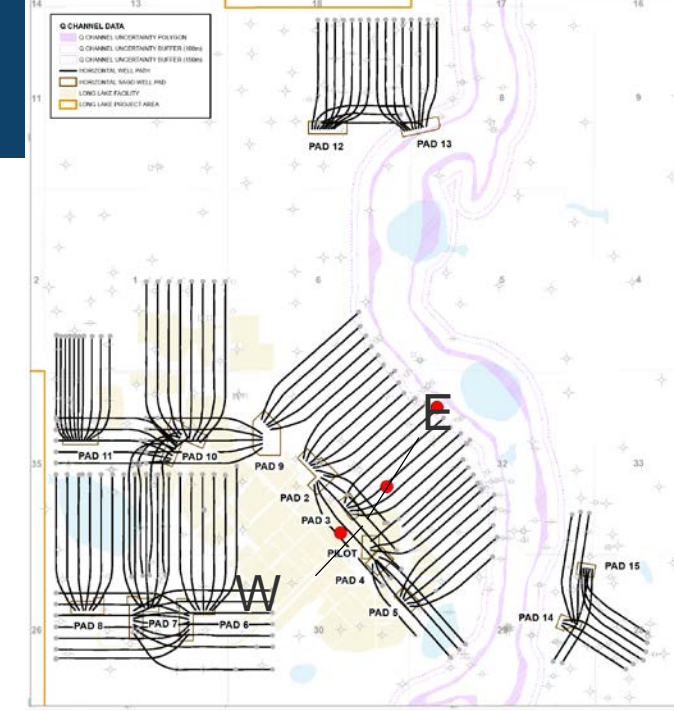 14 13 18 17 16
Q CHANNEL DATA
Q CHANNEL UNCERTAINTY POLYGON
Q CHANNEL UNCERTAINTY BUFFER (100m)
Q CHANNEL UNCERTAINTY BUFFER (150m)
HORIZONTAL WELL PATH
HORIZONTAL SAGD WELL PAD
LONG LAKE FACILITY
LONG LAKE PROJECT AREA
11 8 9
PAD 12 PAD 13
2 1 6 5 4
E
PAD 11 PAD 10 PAD 9
35 32 33
PAD 2
PAD 3
PILOT
PAD 4
W
PAD 15
PAD 5
PAD 8 PAD 7 PAD 6 PAD 14
26 30 29